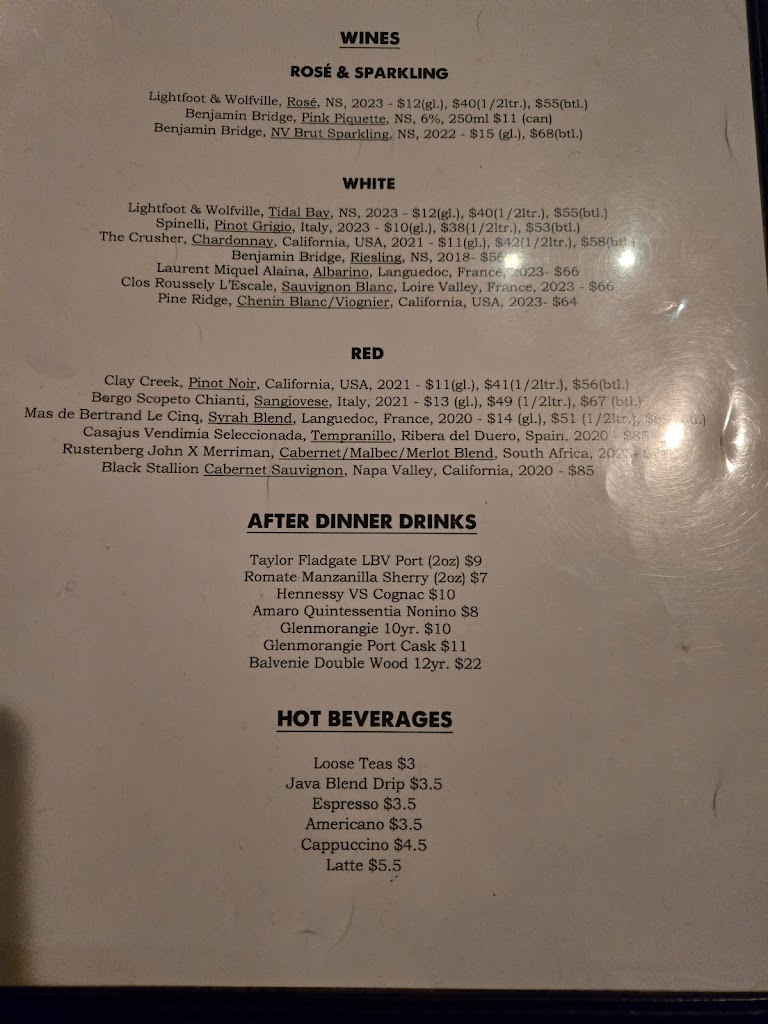 WINES
ROSÉ & SPARKLING
Lightfoot & Wolfville, Rosé, NS, 2023 - $12(gl.), $40(1/2ltr.), $55(btl.)
Benjamin Bridge, Pink Piquette, NS, 6%, 250ml $11 (can)
Benjamin Bridge, NV Brut Sparkling, NS, 2022 - $15 (gl.), $68(btl.)
WHITE
Lightfoot & Wolfville, Tidal Bay, NS, 2023 - $12(gl.), $40(1/2ltr.), $55(btl.)
Spinelli, Pinot Grigio, Italy, 2023 - $10(gl.), $38(1/2ltr.), $53(btl.)
The Crusher, Chardonnay, California, USA, 2021 - $11(gl.), $42(1/2ltr.), $58(btl.)
Benjamin Bridge, Riesling, NS, 2018- $56
Laurent Miquel Alaina, Albarino, Languedoc, France, 2023- $66
Clos Roussely L'Escale, Sauvignon Blanc, Loire Valley, France, 2023 - $66
Pine Ridge, Chenin Blanc/Viognier, California, USA, 2023- $64
RED
Clay Creek, Pinot Noir, California, USA, 2021 - $11(gl.), $41(1/2ltr.), $56(btl.)
Borgo Scopeto Chianti, Sangiovese, Italy, 2021 - $13 (gl.), $49 (1/2ltr.), $67 (btl.)
Mas de Bertrand Le Cinq, Syrah Blend, Languedoc, France, 2020 - $14 (gl.), $51 (1/2ltr.),
Casajus Vendimia Seleccionada, Tempranillo, Ribera del Duero, Spain, 2020 - $85
Rustenberg John X Merriman, Cabernet/Malbec/Merlot Blend, South Africa,
Black Stallion Cabernet Sauvignon, Napa Valley, California, 2020 - $85
AFTER DINNER DRINKS
Taylor Fladgate LBV Port (2oz) $9
Romate Manzanilla Sherry (2oz) $7
Hennessy VS Cognac $10
Amaro Quintessentia Nonino $8
Glenmorangie 10yr. $10
Glenmorangie Port Cask $11
Balvenie Double Wood 12yr. $22
HOT BEVERAGES
Loose Teas $3
Java Blend Drip $3.5
Espresso $3.5
Americano $3.5
Cappuccino $4.5
Latte $5.5